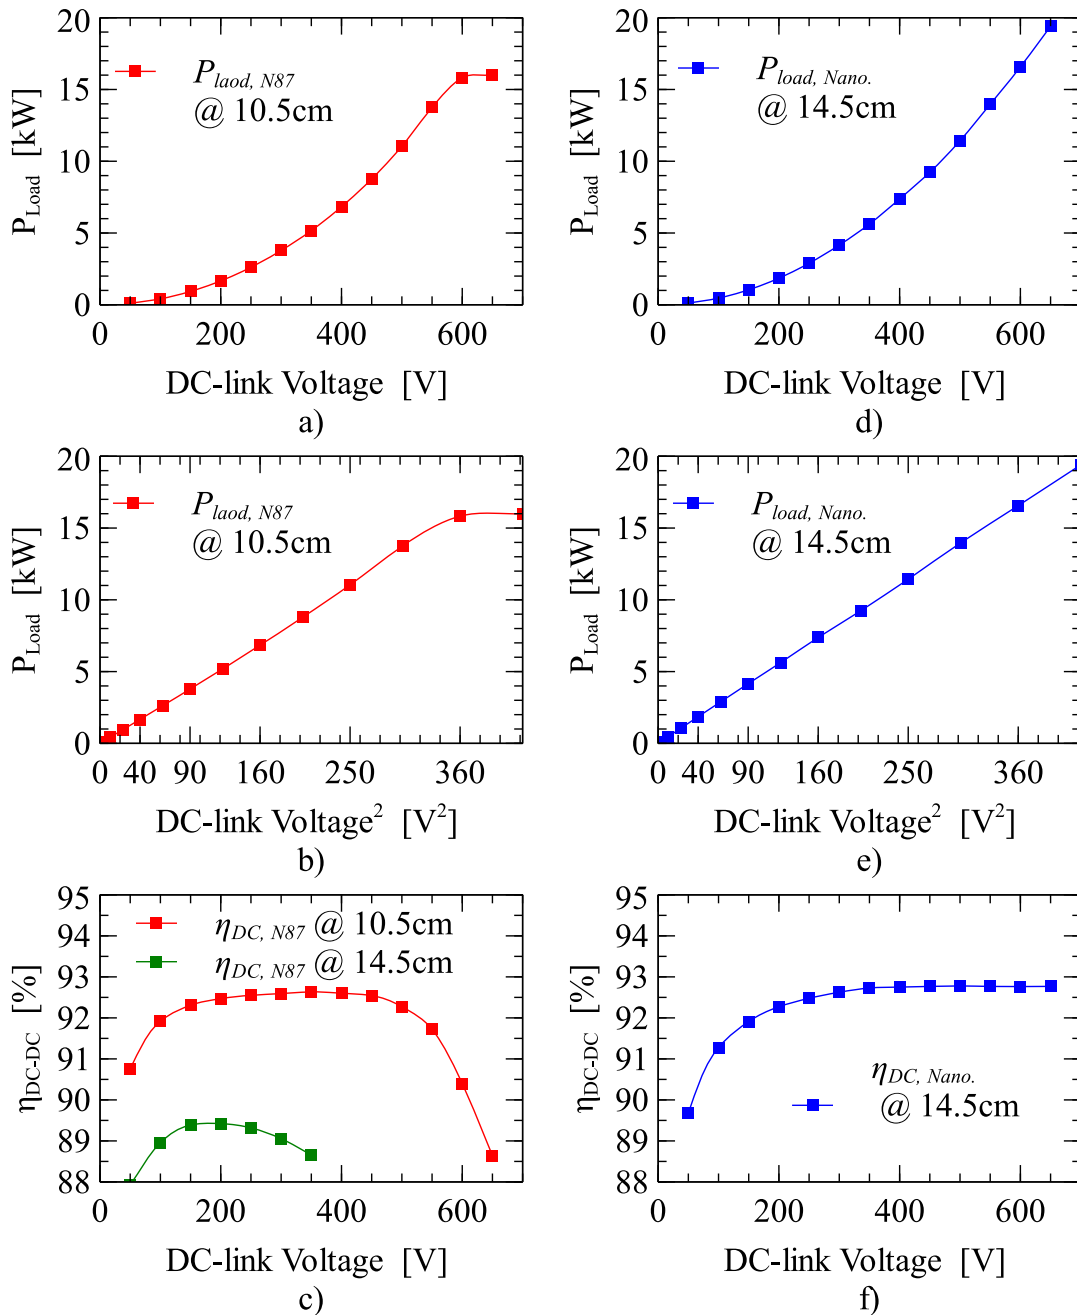 20
15
10
5
0
P_Load [kW]
P_laod, N87
@ 10.5cm
0 200 400 600
DC-link Voltage [V]
a)
20
15
10
5
0
P_Load [kW]
P_load, Nano.
@ 14.5cm
0 200 400 600
DC-link Voltage [V]
d)
20
15
10
5
0
P_Load [kW]
P_laod, N87
@ 10.5cm
0 40 90 160 250 360
DC-link Voltage² [V²]
b)
20
15
10
5
0
P_Load [kW]
P_load, Nano.
@ 14.5cm
0 40 90 160 250 360
DC-link Voltage² [V²]
e)
95
94
93
92
91
90
89
88
η_DC-DC [%]
η_DC, N87 @ 10.5cm
η_DC, N87 @ 14.5cm
0 200 400 600
DC-link Voltage [V]
c)
95
94
93
92
91
90
89
88
η_DC-DC [%]
η_DC, Nano.
@ 14.5cm
0 200 400 600
DC-link Voltage [V]
f)